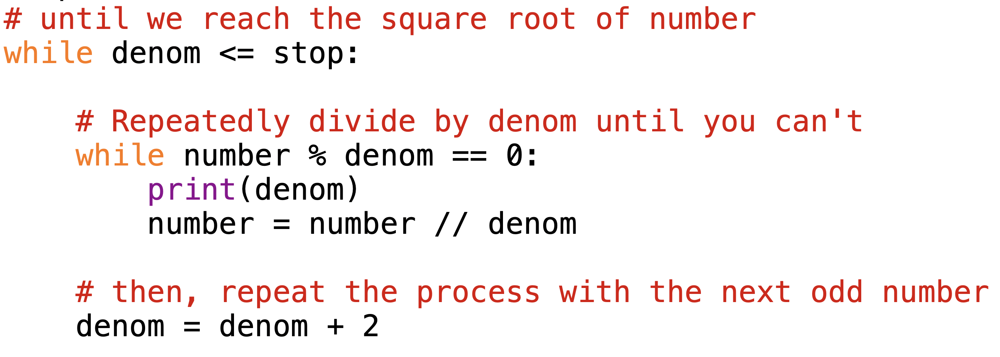 # until we reach the square root of number
while denom <= stop:
    # Repeatedly divide by denom until you can't
    while number % denom == 0:
        print(denom)
        number = number // denom
    # then, repeat the process with the next odd number
    denom = denom + 2